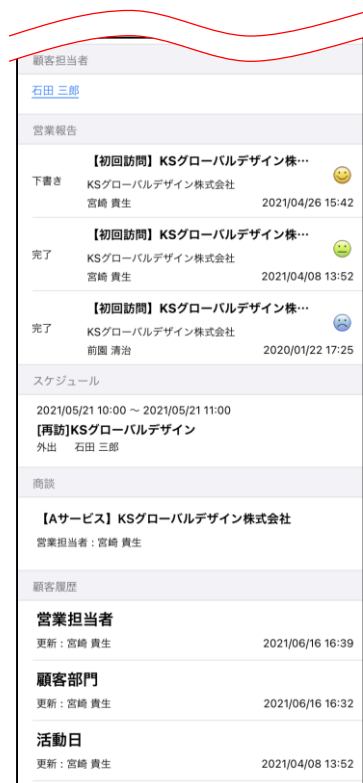 顧客担当者
石田 三郎
営業報告
【初回訪問】KSグローバルデザイン株…
下書き
KSグローバルデザイン株式会社
宮崎 貴生 2021/04/26 15:42
【初回訪問】KSグローバルデザイン株…
完了
KSグローバルデザイン株式会社
宮崎 貴生 2021/04/08 13:52
【初回訪問】KSグローバルデザイン株…
完了
KSグローバルデザイン株式会社
前園 清治 2020/01/22 17:25
スケジュール
2021/05/21 10:00 ～ 2021/05/21 11:00
[再訪]KSグローバルデザイン
外出 石田 三郎
商談
【Aサービス】KSグローバルデザイン株式会社
営業担当者：宮崎 貴生
顧客履歴
営業担当者
更新：宮崎 貴生 2021/06/16 16:39
顧客部門
更新：宮崎 貴生 2021/06/16 16:32
活動日
更新：宮崎 貴生 2021/04/08 13:52